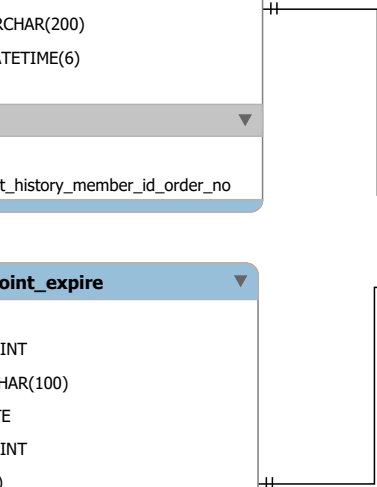 RCHAR(200)
ATETIME(6)
t_history_member_id_order_no
oint_expire
INT
HAR(100)
TE
INT
)